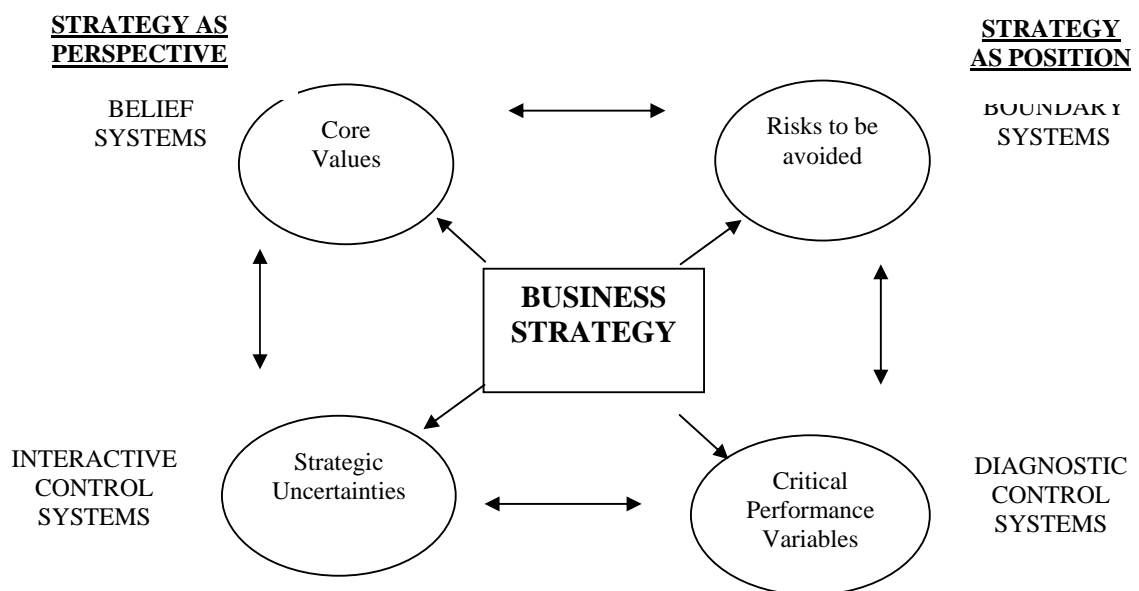 STRATEGY AS
PERSPECTIVE
STRATEGY
AS POSITION
BELIEF
SYSTEMS
Core
Values
Risks to be
avoided
BOUNDARY
SYSTEMS
BUSINESS
STRATEGY
INTERACTIVE
CONTROL
SYSTEMS
Strategic
Uncertainties
Critical
Performance
Variables
DIAGNOSTIC
CONTROL
SYSTEMS